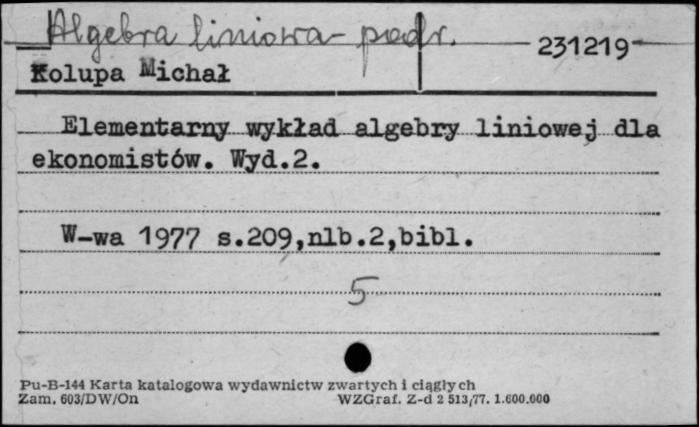 Algebra liniowa - podr.
231219
Kolupa Michał
Elementarny wykład algebry liniowej dla
ekonomistów. Wyd.2.
W-wa 1977 s.209,nlb.2,bibl.
5
Pu-B-144 Karta katalogowa wydawnictw zwartych i ciągłych
Zam. 603/DW/On WZGraf. Z-d 2 513/77. 1.600.000